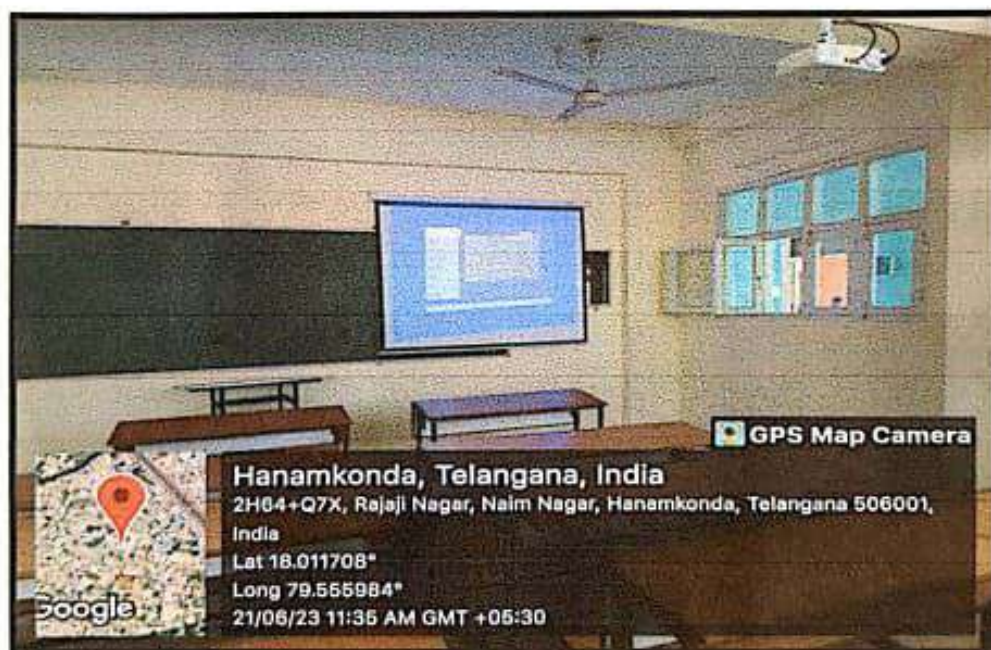 GPS Map Camera
Hanamkonda, Telangana, India
2H64+Q7X, Rajaji Nagar, Naim Nagar, Hanamkonda, Telangana 506001,
India
Lat 18.011708°
Long 79.555984°
21/06/23 11:35 AM GMT +05:30
Google